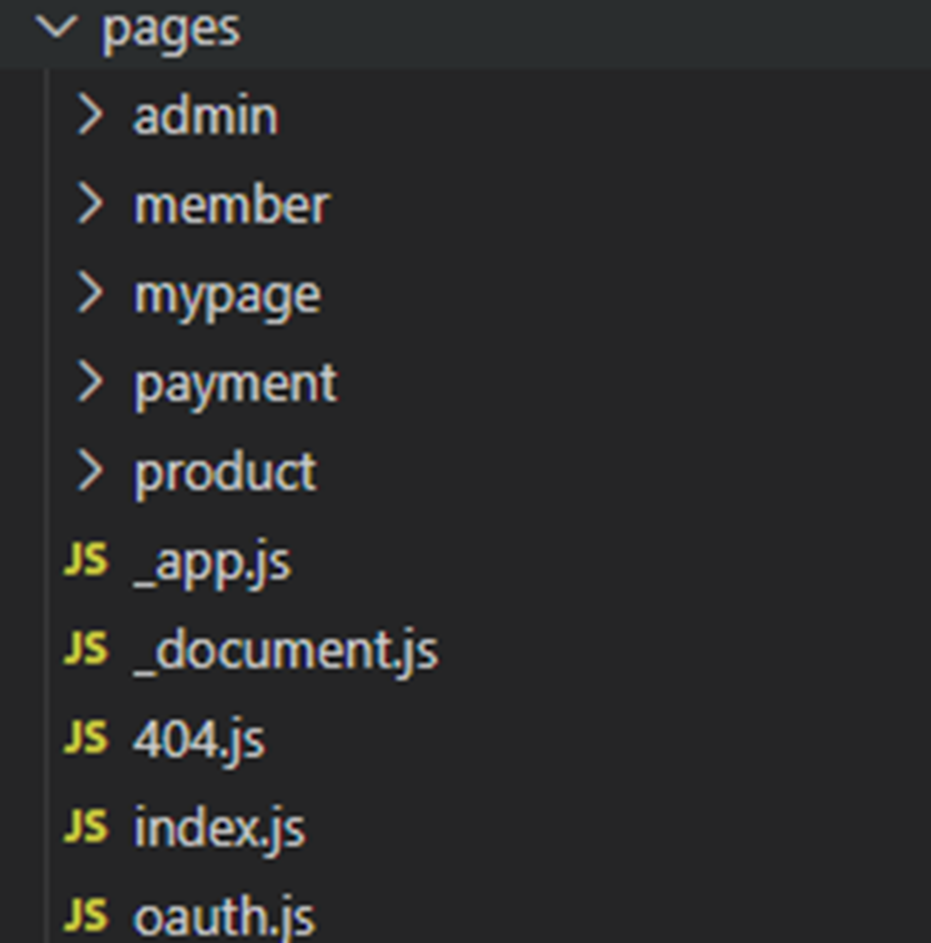 pages
admin
member
mypage
payment
product
JS _app.js
JS _document.js
JS 404.js
JS index.js
JS oauth.js